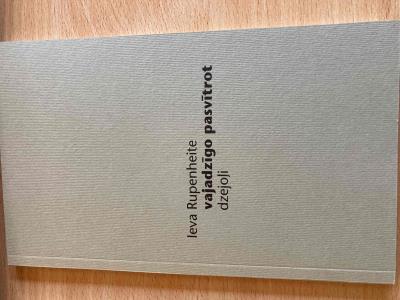 Ieva Rupenheite
vajadzīgo pasvītrot
dzejoļi